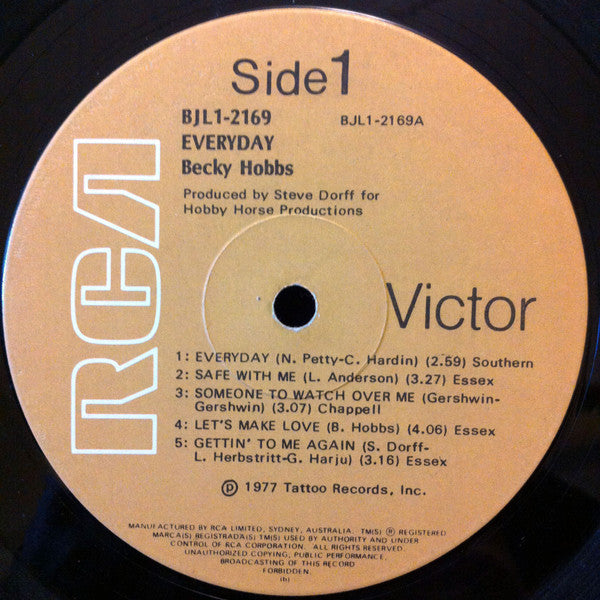 Side 1
BJL1-2169
BJL1-2169A
EVERYDAY
Becky Hobbs
Produced by Steve Dorff for
Hobby Horse Productions
RCA
Victor
1: EVERYDAY (N. Petty-C. Hardin) (2.59) Southern
2: SAFE WITH ME (L. Anderson) (3.27) Essex
3: SOMEONE TO WATCH OVER ME (Gershwin-
Gershwin) (3.07) Chappell
4: LET'S MAKE LOVE (B. Hobbs) (4.06) Essex
5: GETTIN' TO ME AGAIN (S. Dorff-
L. Herbstritt-G. Harju) (3.16) Essex
℗ 1977 Tattoo Records, Inc.
MANUFACTURED BY RCA LIMITED, SYDNEY, AUSTRALIA. TM(S) ® REGISTERED
MARCA(S) REGISTRADA(S) TM(S) USED BY AUTHORITY AND UNDER
CONTROL OF RCA CORPORATION. ALL RIGHTS RESERVED.
UNAUTHORIZED COPYING, PUBLIC PERFORMANCE,
BROADCASTING OF THIS RECORD
FORBIDDEN.
(b)